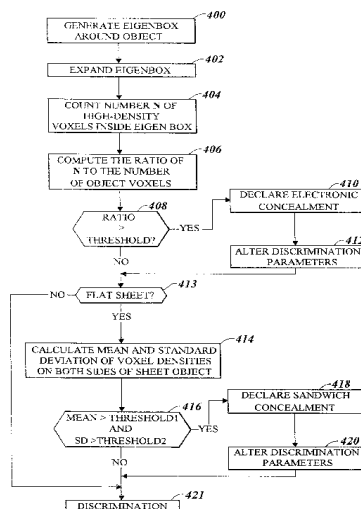 400
GENERATE EIGENBOX
AROUND OBJECT
402
EXPAND EIGENBOX
404
COUNT NUMBER N OF
HIGH-DENSITY
VOXELS INSIDE EIGEN BOX
406
COMPUTE THE RATIO OF
N TO THE NUMBER
OF OBJECT VOXELS
408
RATIO
>
THRESHOLD?
YES
410
DECLARE ELECTRONIC
CONCEALMENT
412
ALTER DISCRIMINATION
PARAMETERS
NO
413
NO
FLAT SHEET?
YES
414
CALCULATE MEAN AND STANDARD
DEVIATION OF VOXEL DENSITIES
ON BOTH SIDES OF SHEET OBJECT
416
MEAN > THRESHOLD1
AND
SD >THRESHOLD2
YES
418
DECLARE SANDWICH
CONCEALMENT
420
ALTER DISCRIMINATION
PARAMETERS
NO
421
DISCRIMINATION